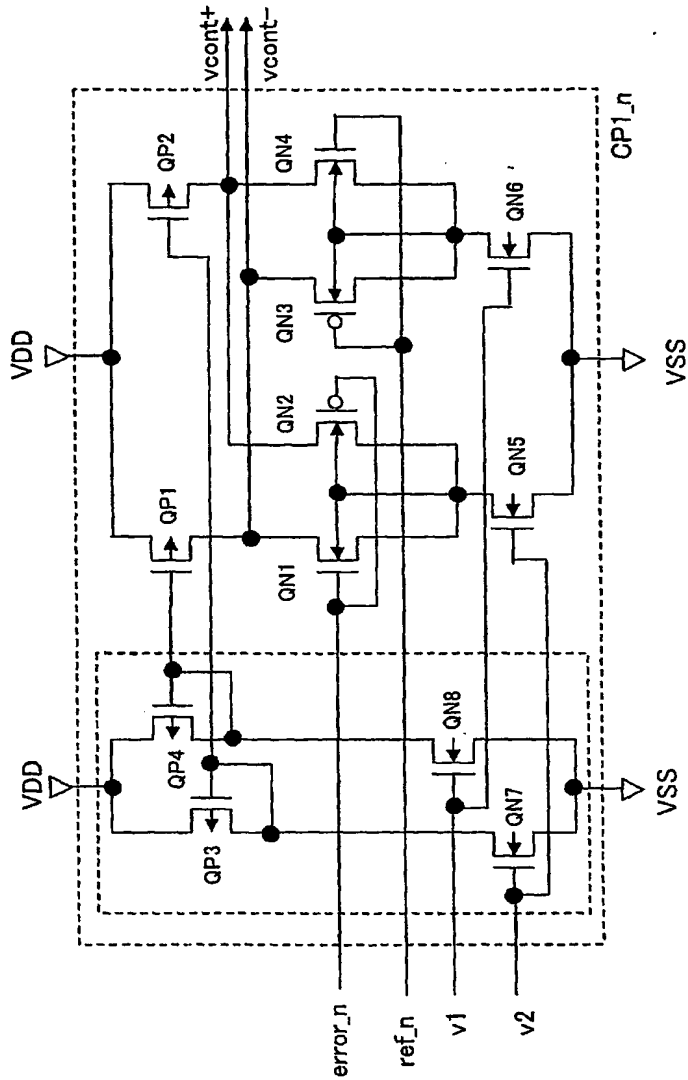 VDD
VDD
vcont+
vcont-
QP4
QP3
QP1
QP2
QN1
QN2
QN3
QN4
QN8
QN7
QN5
QN6
error_n
ref_n
v1
v2
VSS
VSS
CP1_n